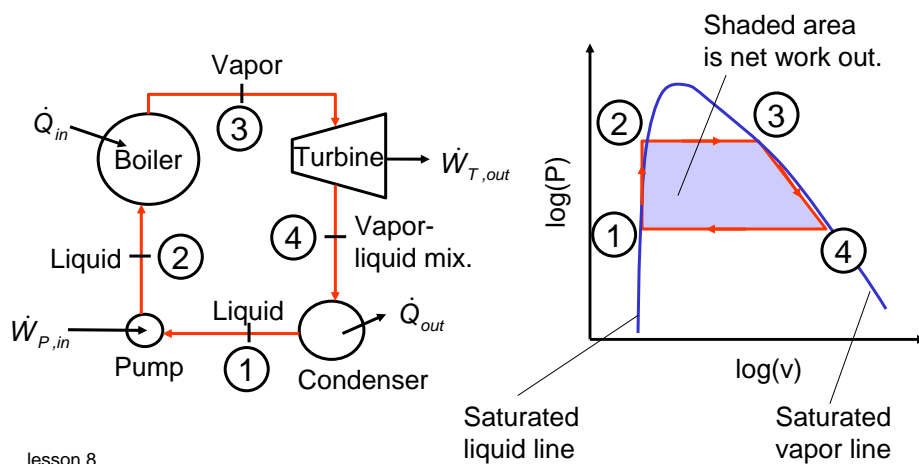 Vapor
③
Q̇in
Boiler
Turbine
ẆT,out
④
Vapor-
liquid mix.
Liquid
②
Liquid
Q̇out
ẆP,in
Pump
①
Condenser
lesson 8
Shaded area
is net work out.
②
③
log(P)
①
④
log(v)
Saturated
liquid line
Saturated
vapor line